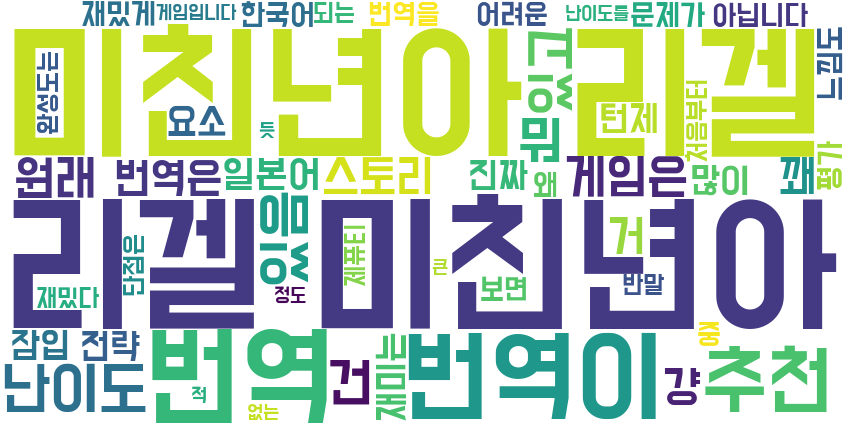 재밌게 게임입니다 한국어 되는 번역을 어려운 난이도를 문제가 아닙니다
미친년아 리겔
완성도는 요소 듯 있고 뭐 턴제 처음부터 느낌도
원래 번역은 일본어 스토리 진짜 왜 게임은 많이 꽤 평가
리겔 미친년아
단점은 있음 제퓨티 거
재밌다 정도 큰 보면 반말
잠입 전략 번역 건 재미는 번역이 중 추천
난이도 적 없는 걍